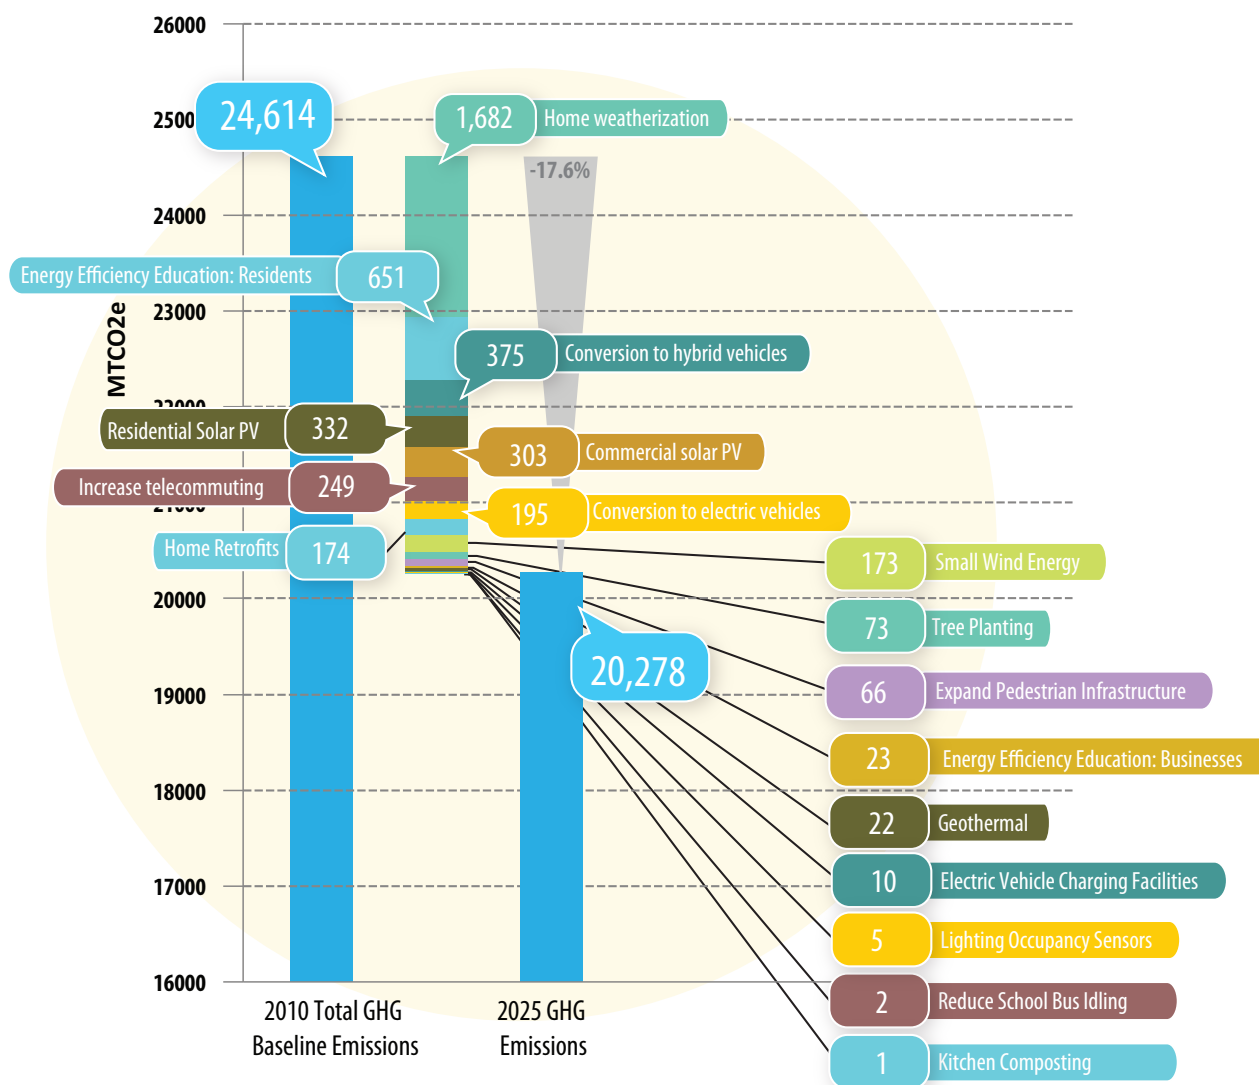 26000
25000
24,614
1,682 Home weatherization
-17.6%
24000
Energy Efficiency Education: Residents 651
23000
MTCO2e
375 Conversion to hybrid vehicles
22000
Residential Solar PV 332
303 Commercial solar PV
Increase telecommuting 249
21000
195 Conversion to electric vehicles
Home Retrofits 174
173 Small Wind Energy
20000
73 Tree Planting
20,278
66 Expand Pedestrian Infrastructure
19000
23 Energy Efficiency Education: Businesses
18000
22 Geothermal
17000
10 Electric Vehicle Charging Facilities
5 Lighting Occupancy Sensors
16000
2 Reduce School Bus Idling
2010 Total GHG
Baseline Emissions
2025 GHG
Emissions
1 Kitchen Composting